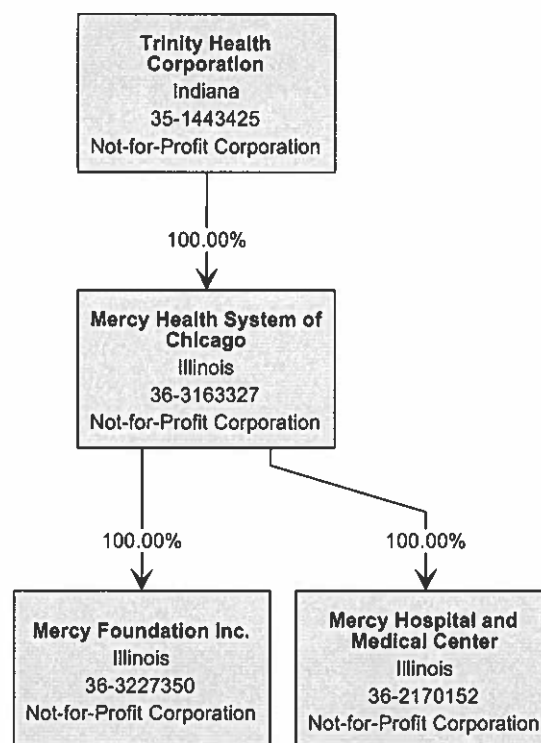 Trinity Health
Corporation
Indiana
35-1443425
Not-for-Profit Corporation
100.00%
Mercy Health System of
Chicago
Illinois
36-3163327
Not-for-Profit Corporation
100.00%
100.00%
Mercy Foundation Inc.
Illinois
36-3227350
Not-for-Profit Corporation
Mercy Hospital and
Medical Center
Illinois
36-2170152
Not-for-Profit Corporation